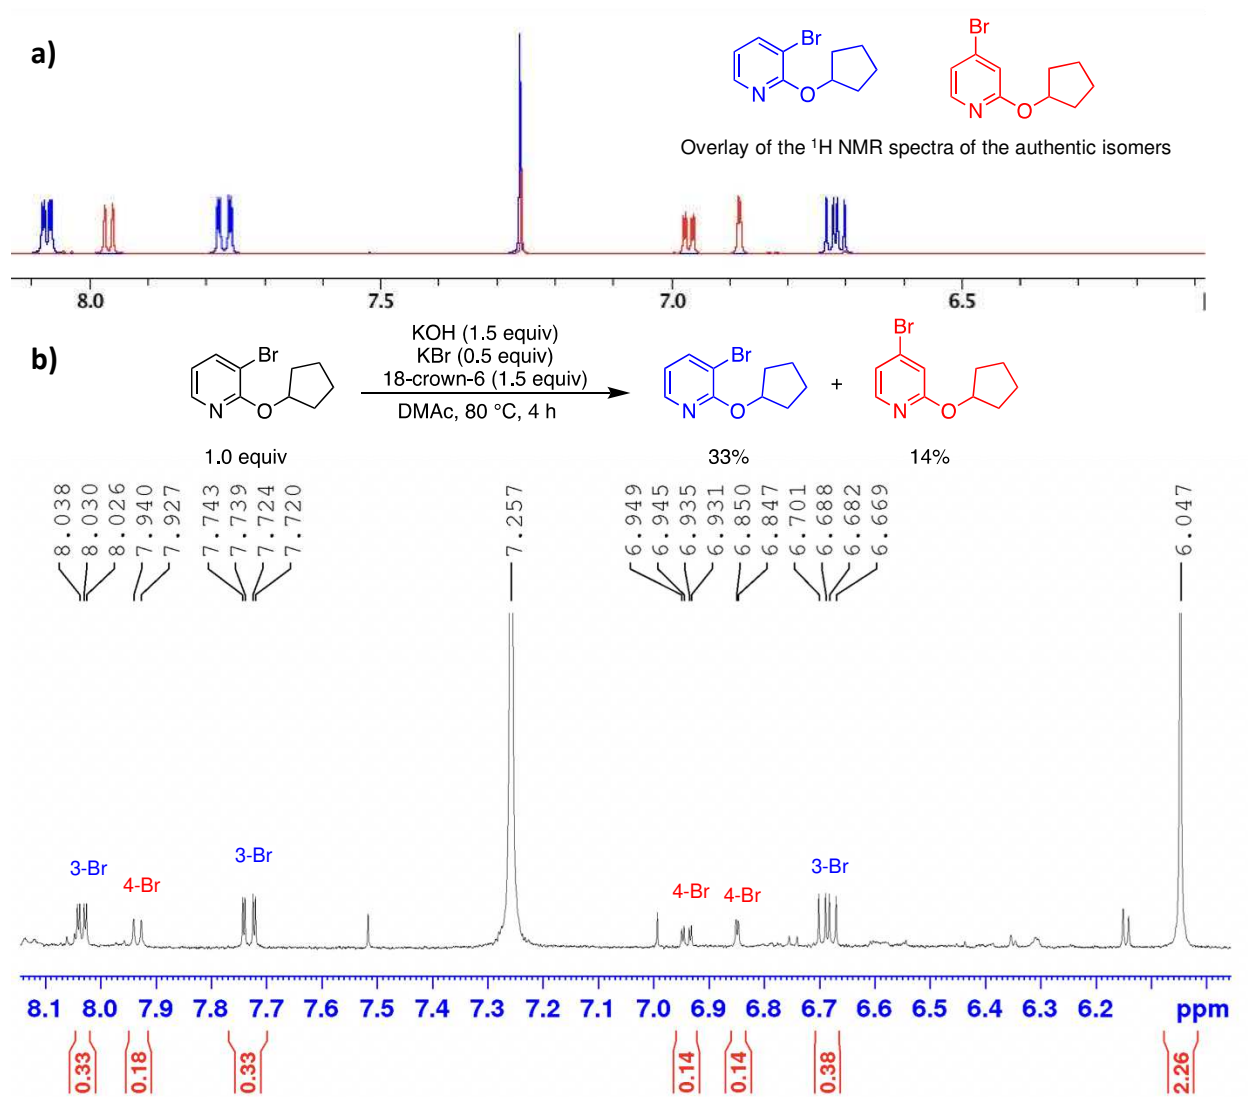 a)
Br
N
O
Br
N
O
Overlay of the ¹H NMR spectra of the authentic isomers
8.0 7.5 7.0 6.5
b)
Br
N
O
KOH (1.5 equiv)
KBr (0.5 equiv)
18-crown-6 (1.5 equiv)
DMAc, 80 °C, 4 h
Br
N
O
+
Br
N
O
1.0 equiv 33% 14%
8.038
8.030
8.026
7.940
7.927
7.743
7.739
7.724
7.720
7.257
6.949
6.945
6.935
6.931
6.850
6.847
6.701
6.688
6.682
6.669
6.047
3-Br
4-Br
3-Br
4-Br
4-Br
3-Br
8.1 8.0 7.9 7.8 7.7 7.6 7.5 7.4 7.3 7.2 7.1 7.0 6.9 6.8 6.7 6.6 6.5 6.4 6.3 6.2 ppm
0.33
0.18
0.33
0.14
0.14
0.38
2.26